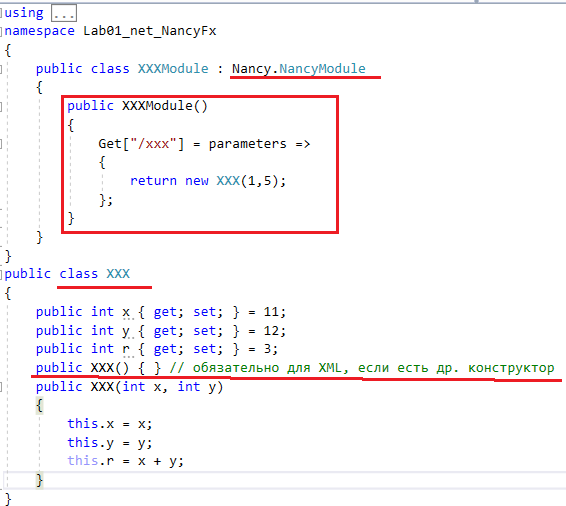 using ...
namespace Lab01_net_NancyFx
{
public class XXXModule : Nancy.NancyModule
{
public XXXModule()
{
Get["/xxx"] = parameters =>
{
return new XXX(1,5);
};
}
}
}
public class XXX
{
public int x { get; set; } = 11;
public int y { get; set; } = 12;
public int r { get; set; } = 3;
public XXX() { } // обязательно для XML, если есть др. конструктор
public XXX(int x, int y)
{
this.x = x;
this.y = y;
this.r = x + y;
}
}